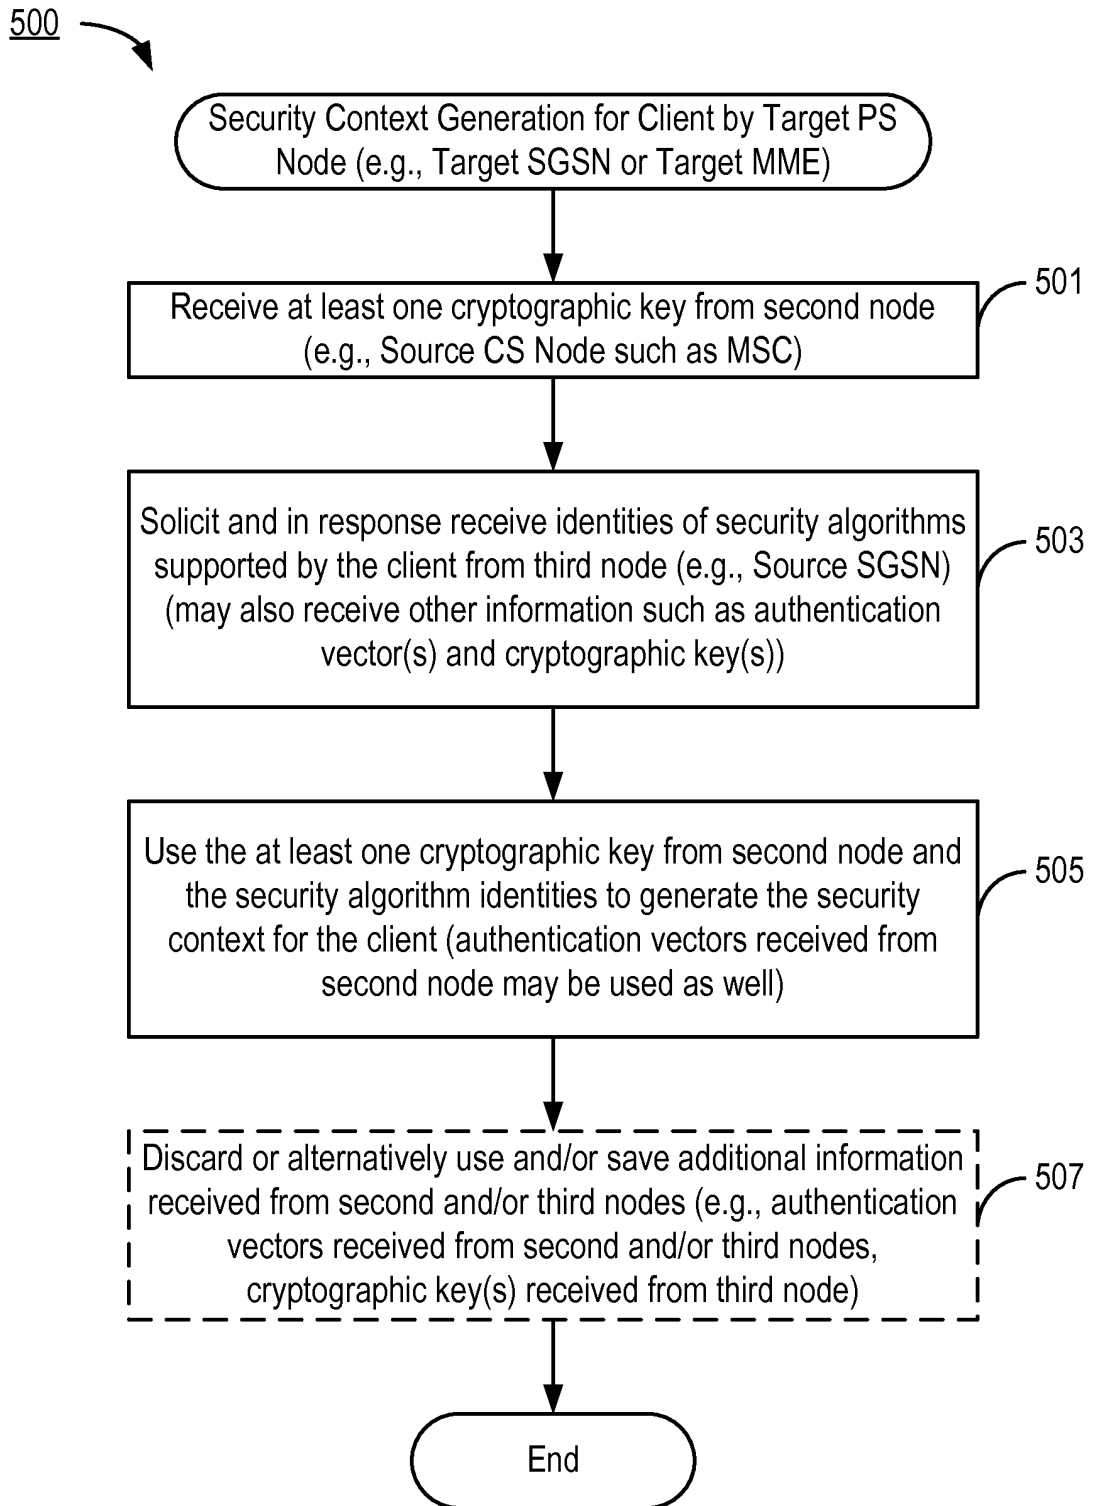 500
Security Context Generation for Client by Target PS
Node (e.g., Target SGSN or Target MME)
Receive at least one cryptographic key from second node
(e.g., Source CS Node such as MSC)
501
Solicit and in response receive identities of security algorithms
supported by the client from third node (e.g., Source SGSN)
(may also receive other information such as authentication
vector(s) and cryptographic key(s))
503
Use the at least one cryptographic key from second node and
the security algorithm identities to generate the security
context for the client (authentication vectors received from
second node may be used as well)
505
Discard or alternatively use and/or save additional information
received from second and/or third nodes (e.g., authentication
vectors received from second and/or third nodes,
cryptographic key(s) received from third node)
507
End